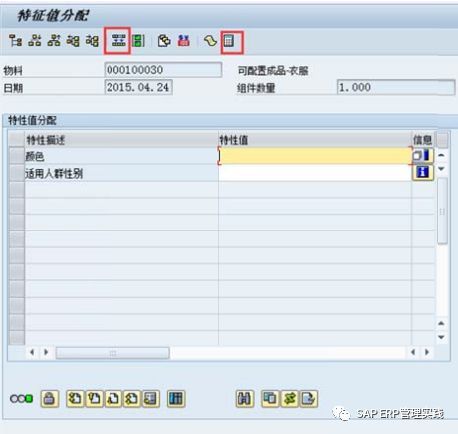 特征值分配
物料 000100030 可配置成品-衣服
日期 2015.04.24 组件数量 1.000
特性值分配
特性描述 特性值 信息
颜色
适用人群性别
SAP ERP管理实践